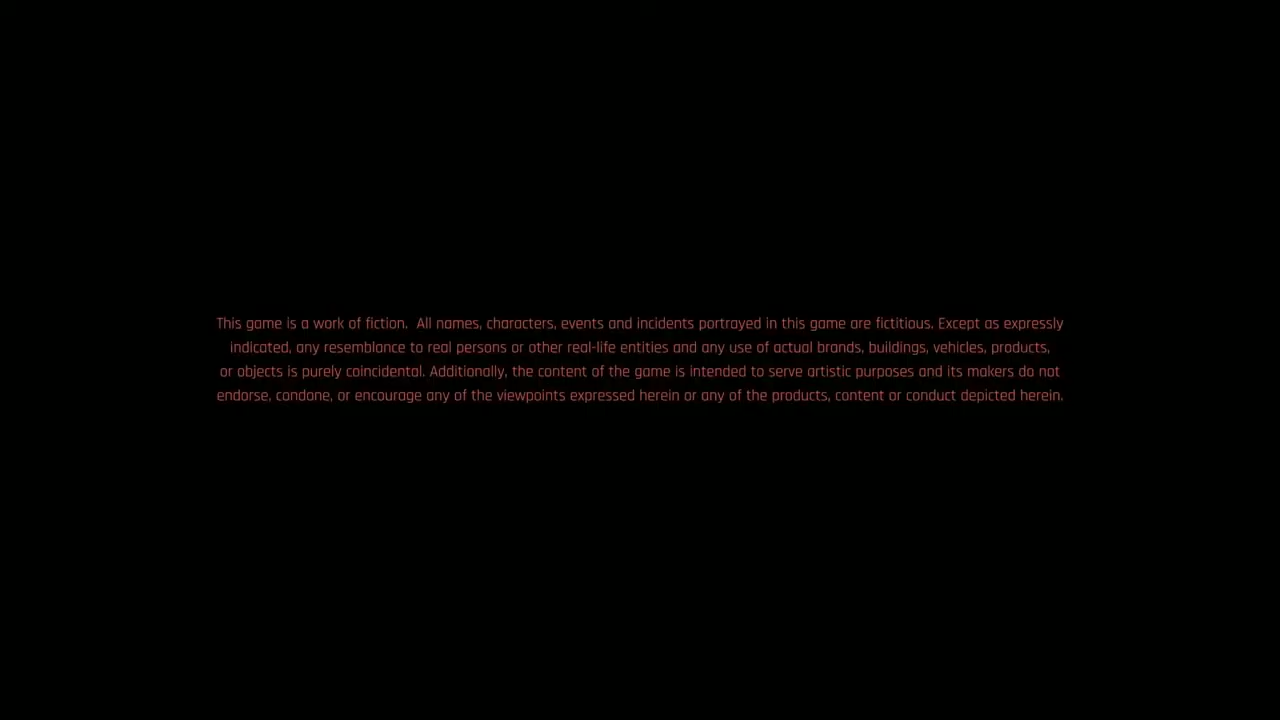 This game is a work of fiction.  All names, characters, events and incidents portrayed in this game are fictitious. Except as expressly
indicated, any resemblance to real persons or other real-life entities and any use of actual brands, buildings, vehicles, products,
or objects is purely coincidental. Additionally, the content of the game is intended to serve artistic purposes and its makers do not
endorse, condone, or encourage any of the viewpoints expressed herein or any of the products, content or conduct depicted herein.